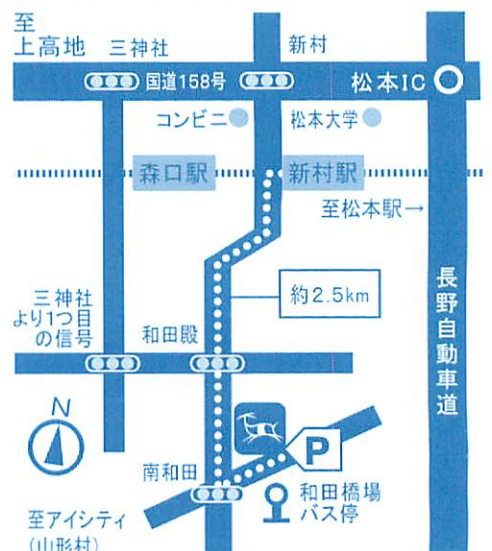 至
上高地
三神社
新村
国道158号
松本IC
コンビニ
松本大学
森口駅
新村駅
至松本駅→
長野自動車道
約2.5km
三神社
より1つ目
の信号
和田殿
N
P
南和田
和田橋場
バス停
至アイシティ
(山形村)